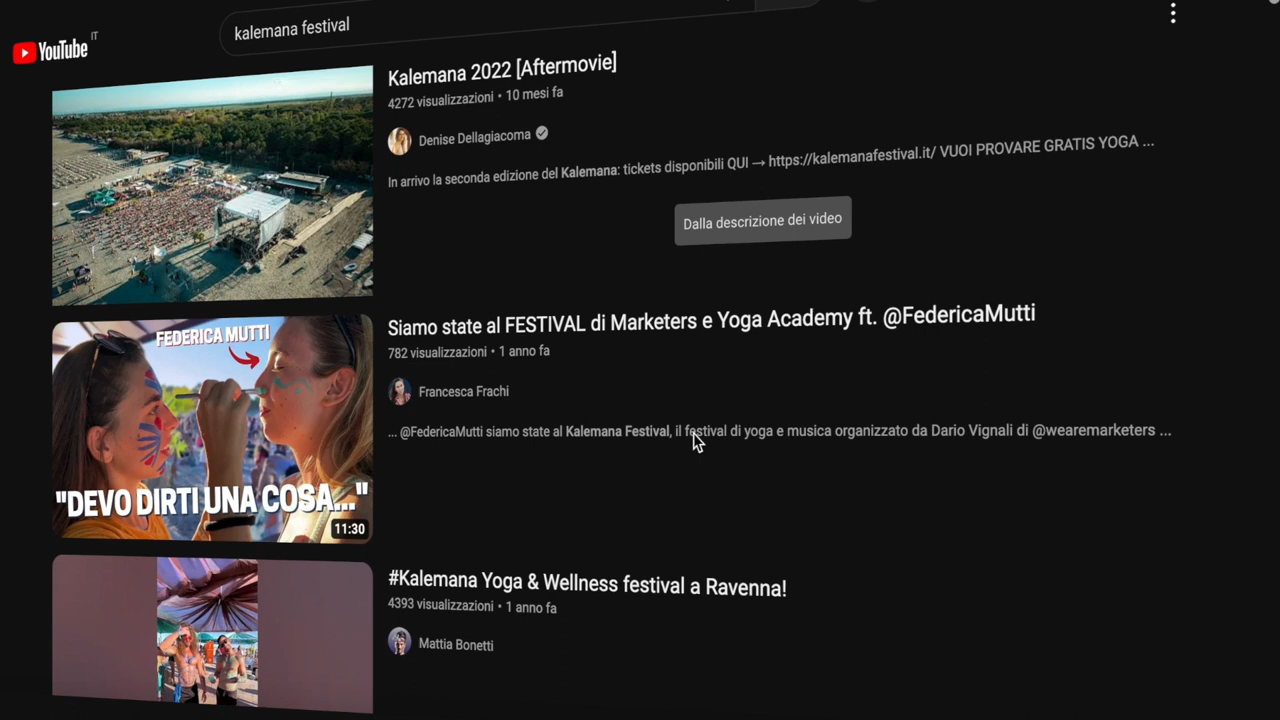 YouTube IT
kalemana festival
Kalemana 2022 [Aftermovie]
4272 visualizzazioni • 10 mesi fa
Denise Dellagiacoma
In arrivo la seconda edizione del Kalemana: tickets disponibili QUI → https://kalemanafestival.it/ VUOI PROVARE GRATIS YOGA ...
Dalla descrizione dei video
FEDERICA MUTTI
"DEVO DIRTI UNA COSA..."
11:30
Siamo state al FESTIVAL di Marketers e Yoga Academy ft. @FedericaMutti
782 visualizzazioni • 1 anno fa
Francesca Frachi
... @FedericaMutti siamo state al Kalemana Festival, il festival di yoga e musica organizzato da Dario Vignali di @wearemarketers ...
#Kalemana Yoga & Wellness festival a Ravenna!
4393 visualizzazioni • 1 anno fa
Mattia Bonetti